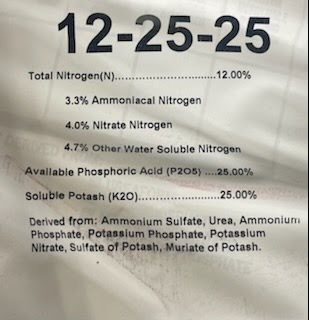 12-25-25
Total Nitrogen(N)..............................12.00%
3.3% Ammoniacal Nitrogen
4.0% Nitrate Nitrogen
4.7% Other Water Soluble Nitrogen
Available Phosphoric Acid (P2O5) ....25.00%
Soluble Potash (K2O)............................25.00%
Derived from: Ammonium Sulfate, Urea, Ammonium
Phosphate, Potassium Phosphate, Potassium
Nitrate, Sulfate of Potash, Muriate of Potash.